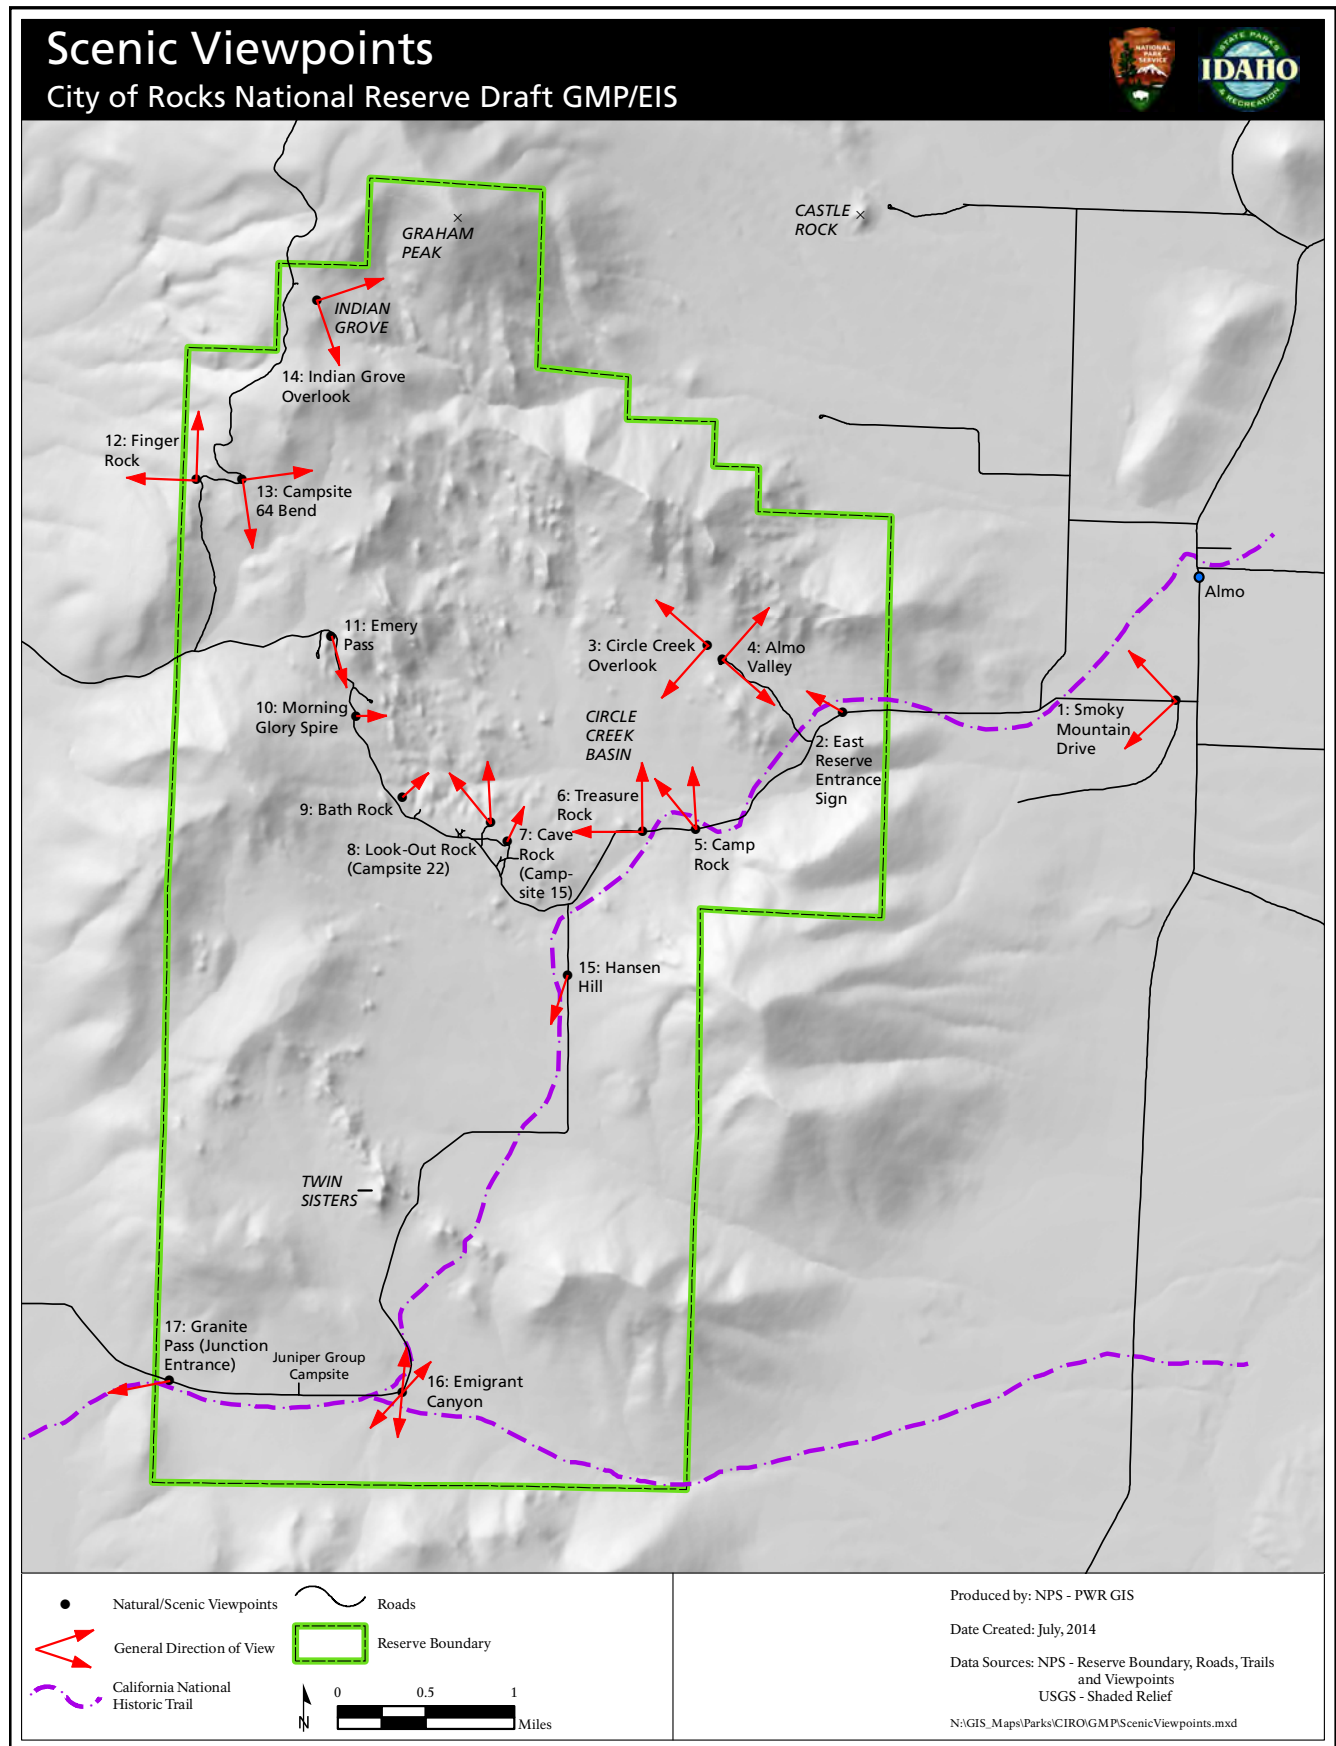 Scenic Viewpoints
City of Rocks National Reserve Draft GMP/EIS
NATIONAL
PARK
SERVICE
STATE PARKS
IDAHO
& RECREATION
CASTLE
ROCK
GRAHAM
PEAK
INDIAN
GROVE
14: Indian Grove
Overlook
12: Finger
Rock
13: Campsite
64 Bend
Almo
11: Emery
Pass
3: Circle Creek
Overlook
4: Almo
Valley
10: Morning
Glory Spire
CIRCLE
CREEK
BASIN
1: Smoky
Mountain
Drive
2: East
Reserve
Entrance
Sign
9: Bath Rock
6: Treasure
Rock
8: Look-Out Rock
(Campsite 22)
7: Cave
Rock
(Camp-
site 15)
5: Camp
Rock
15: Hansen
Hill
TWIN
SISTERS
17: Granite
Pass (Junction
Entrance)
Juniper Group
Campsite
16: Emigrant
Canyon
Natural/Scenic Viewpoints
General Direction of View
California National
Historic Trail
Roads
Reserve Boundary
N
0 0.5 1
Miles
Produced by: NPS - PWR GIS
Date Created: July, 2014
Data Sources: NPS - Reserve Boundary, Roads, Trails
and Viewpoints
USGS - Shaded Relief
N:\GIS_Maps\Parks\CIRO\GMP\ScenicViewpoints.mxd